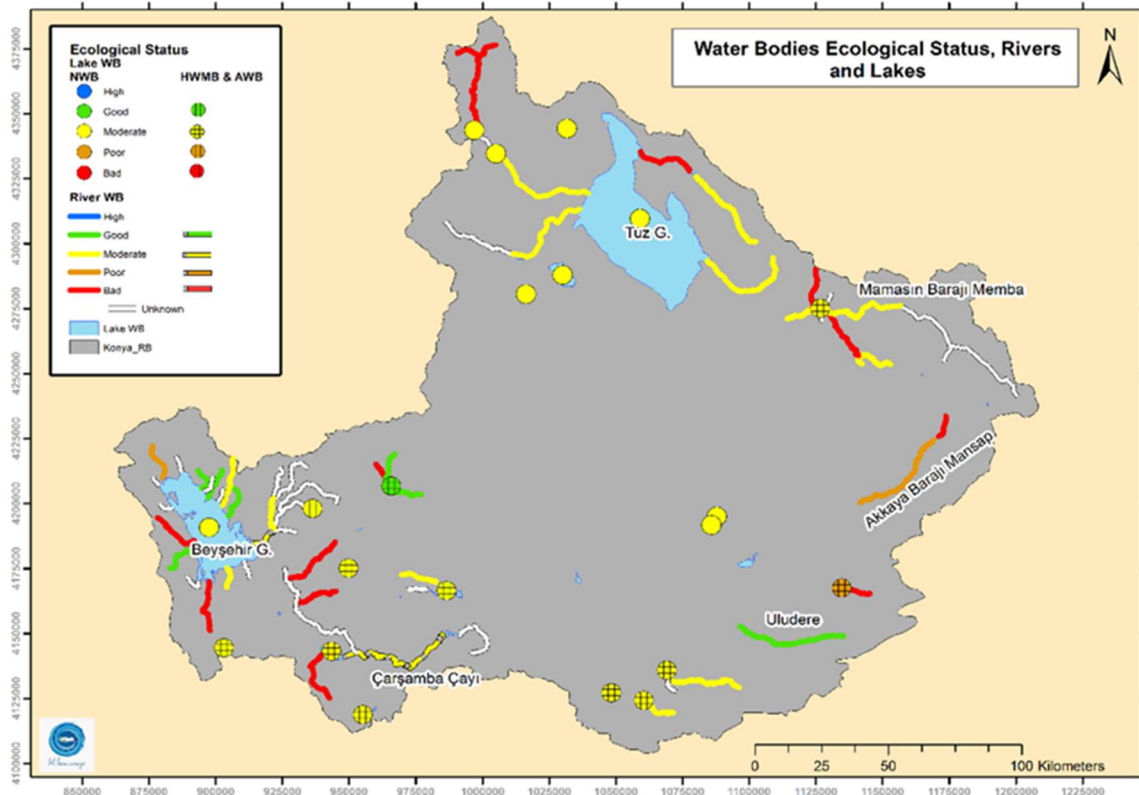 Water Bodies Ecological Status, Rivers
and Lakes
N
Ecological Status
Lake WB
NWB HWMB & AWB
High
Good
Moderate
Poor
Bad
River WB
High
Good
Moderate
Poor
Bad
Unknown
Lake WB
Konya_RB
Tuz G.
Mamasın Barajı Memba
Akkaya Barajı Mansap.
Beyşehir G.
Uludere
Çarşamba Çayı
0 25 50 100 Kilometers
4375000
4350000
4325000
4300000
4275000
4250000
4225000
4200000
4175000
4150000
4125000
4100000
850000 875000 900000 925000 950000 975000 1000000 1025000 1050000 1075000 1100000 1125000 1150000 1175000 1200000 1225000